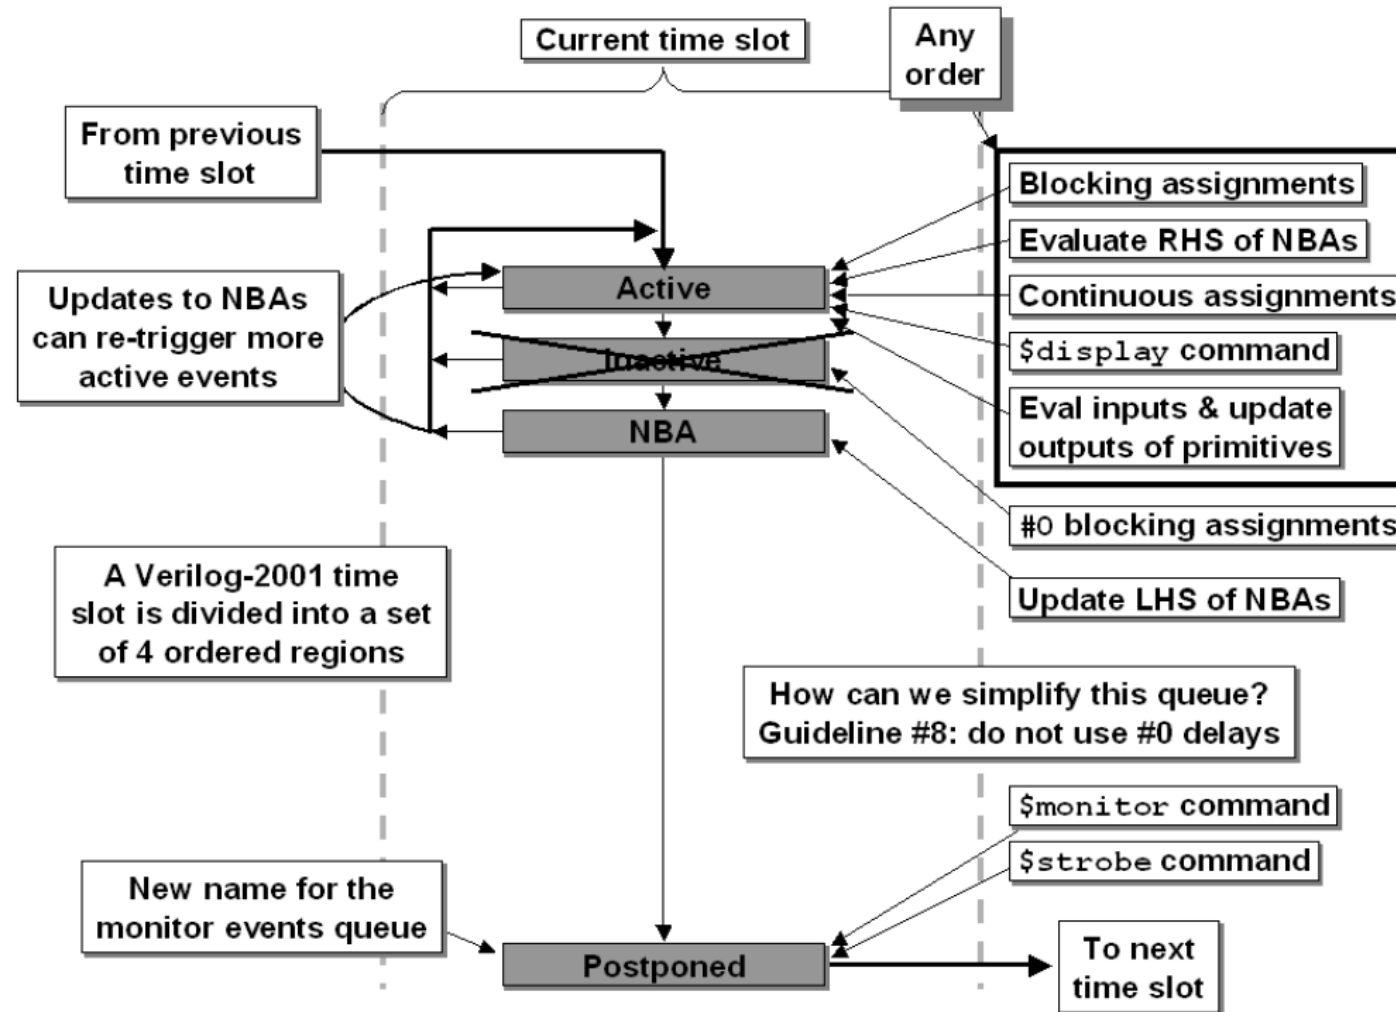 Current time slot
Any
order
From previous
time slot
Blocking assignments
Evaluate RHS of NBAs
Continuous assignments
$display command
Eval inputs & update
outputs of primitives
Active
Updates to NBAs
can re-trigger more
active events
Inactive
NBA
#0 blocking assignments
Update LHS of NBAs
A Verilog-2001 time
slot is divided into a set
of 4 ordered regions
How can we simplify this queue?
Guideline #8: do not use #0 delays
$monitor command
$strobe command
New name for the
monitor events queue
Postponed
To next
time slot